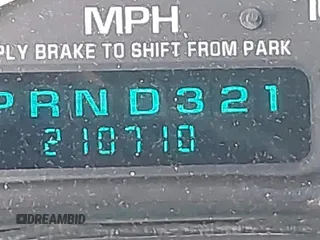 MPH
PLY BRAKE TO SHIFT FROM PARK
PRND321
210710
DREAMBID